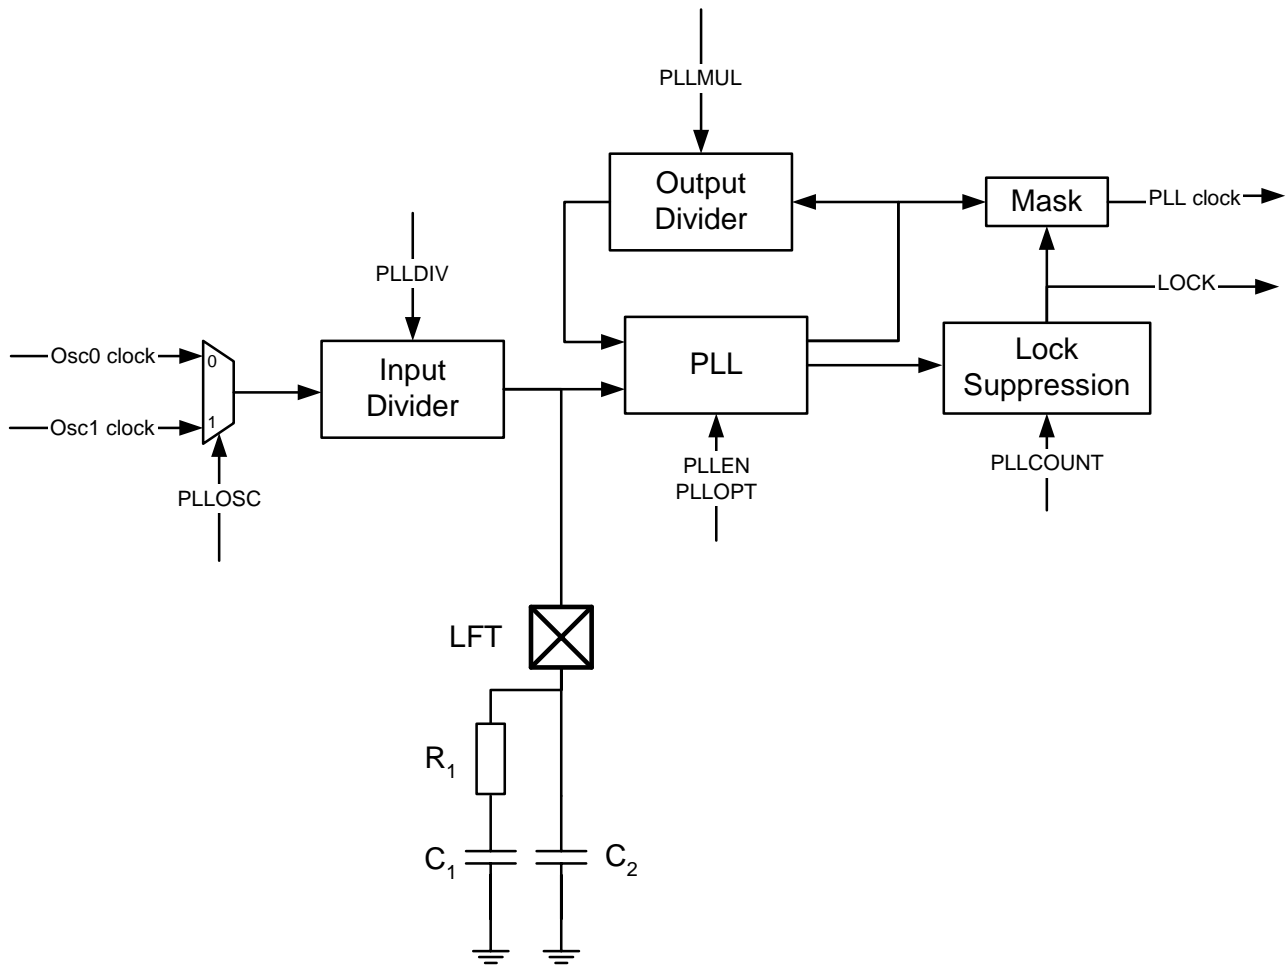 PLLMUL
Output
Divider
Mask
PLL clock
PLLDIV
LOCK
Osc0 clock
0
Input
Divider
PLL
Lock
Suppression
Osc1 clock
1
PLLOSC
PLLEN
PLLOPT
PLLCOUNT
LFT
R1
C1
C2